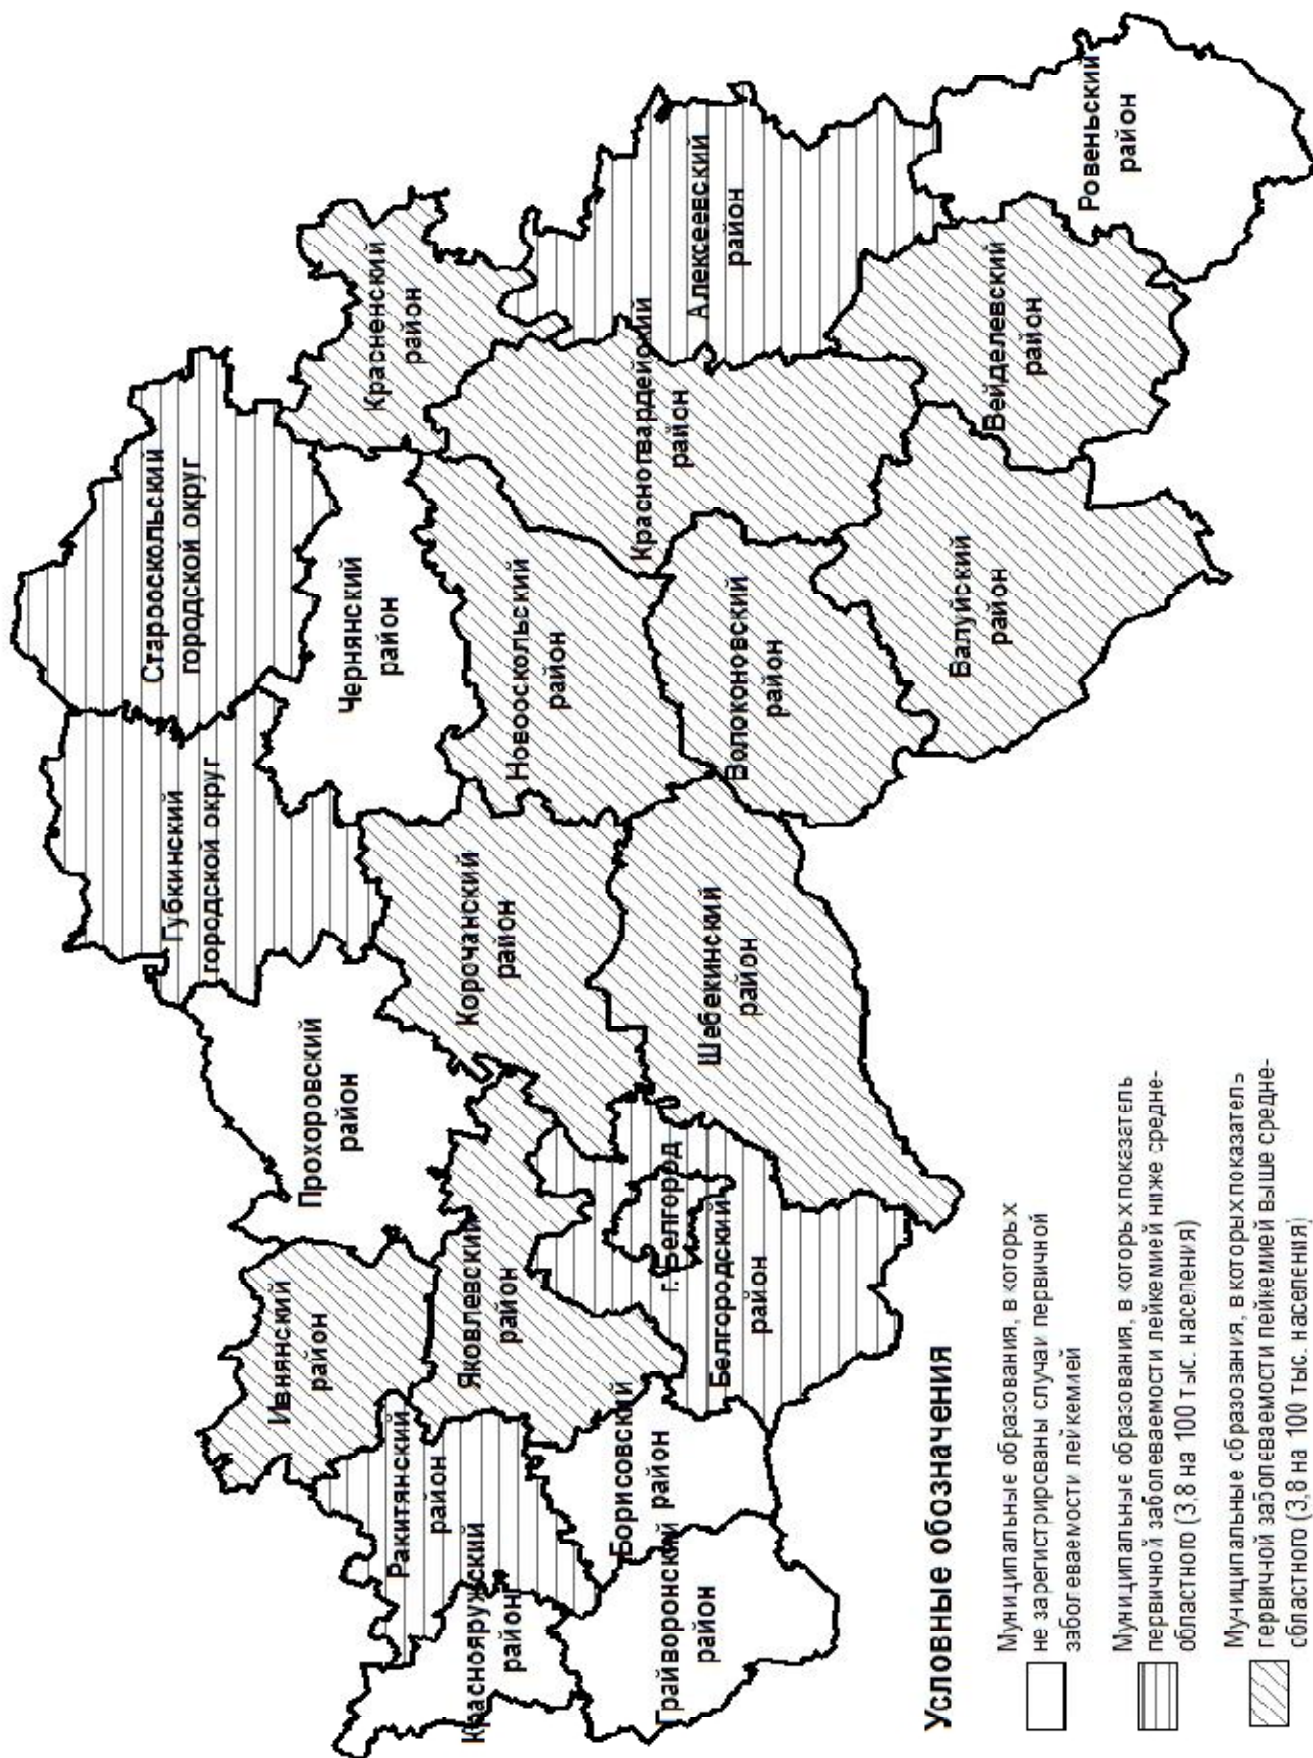 Старооскольский
городской округ
Губкинский
городской округ
Ивнянский
район
Прохоровский
район
Чернянский
район
Красненский
район
Ракитянский
район
Яковлевский
район
Корочанский
район
Новооскольский
район
Краснояружский
район
Борисовский
район
г. Белгород
Белгородский
район
Грайворонский
район
Шебекинский
район
Волоконовский
район
Красногвардейский
район
Алексеевский
район
Валуйский
район
Вейделевский
район
Ровеньский
район
Условные обозначения
Муниципальные образования, в которых
не зарегистрированы случаи первичной
заболеваемости лейкемией
Муниципальные образования, в которых показатель
первичной заболеваемости лейкемией ниже средне-
областного (3,8 на 100 тыс. населения)
Муниципальные образования, в которых показатель
первичной заболеваемости лейкемией выше средне-
областного (3,8 на 100 тыс. населения)